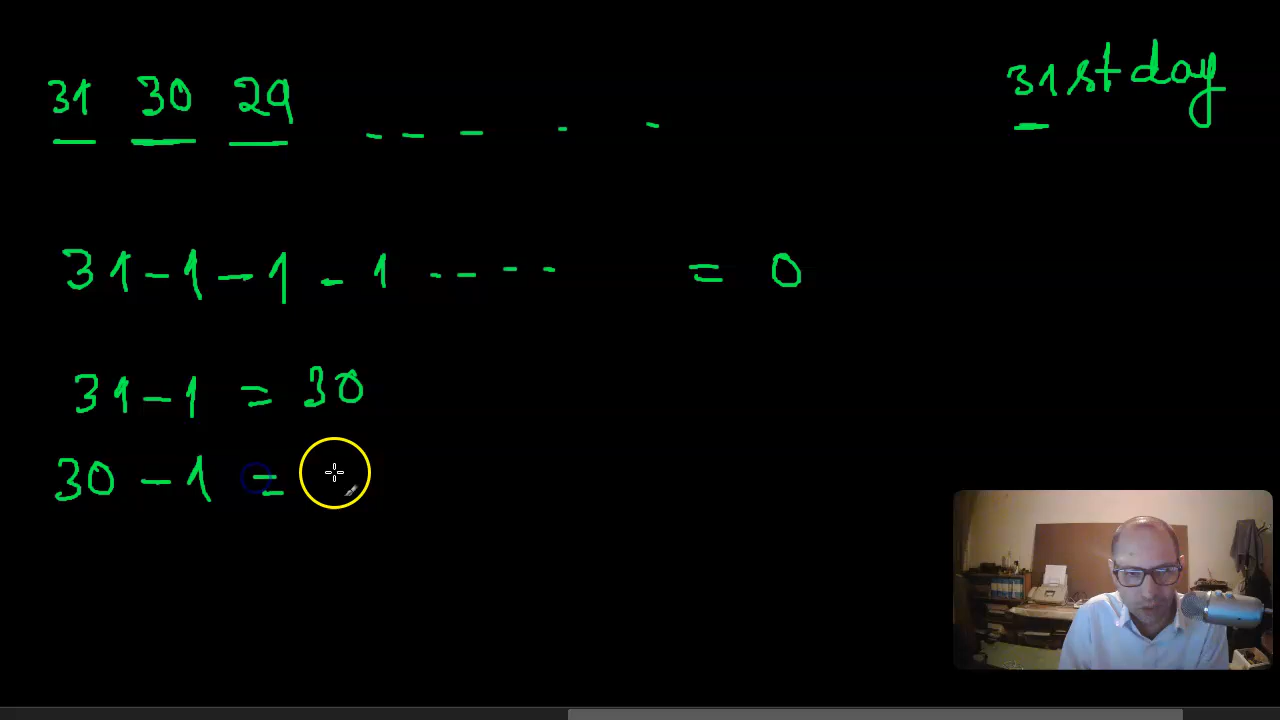 31 30 29 -- - - -
31st day
31-1-1-1 ---- = 0
31-1 = 30
30-1 =